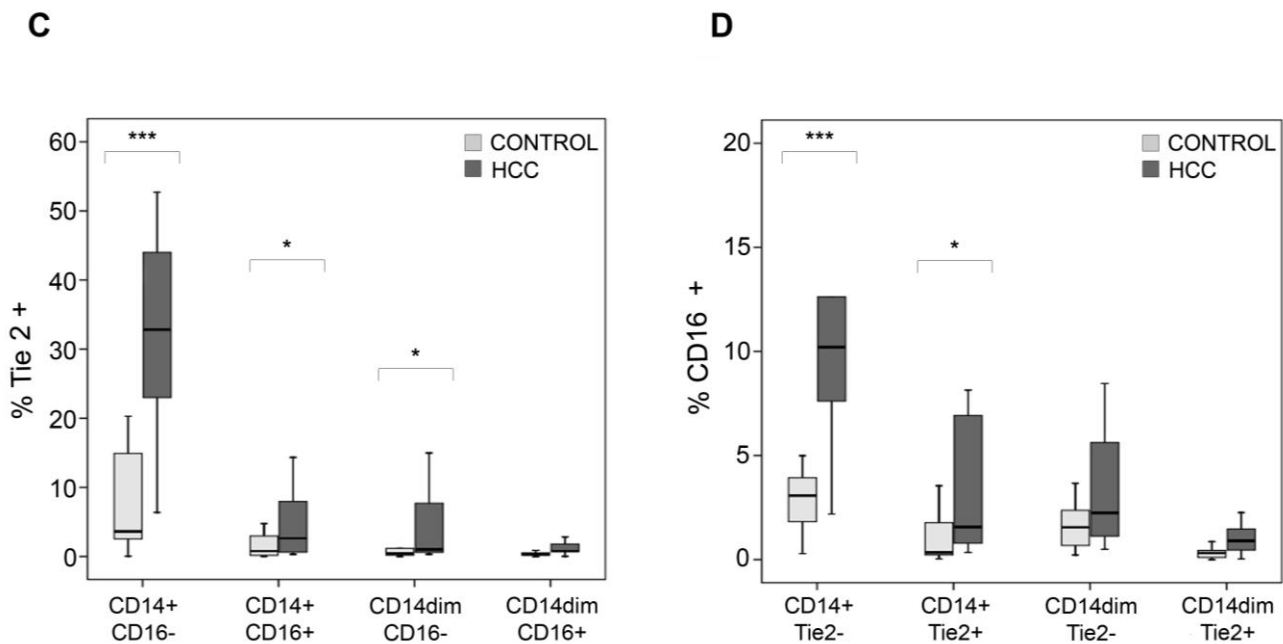 C
D
% Tie 2 +
60
50
40
30
20
10
0
***
*
*
CONTROL
HCC
CD14+
CD16-
CD14+
CD16+
CD14dim
CD16-
CD14dim
CD16+
% CD16 +
20
15
10
5
0
***
*
CONTROL
HCC
CD14+
Tie2-
CD14+
Tie2+
CD14dim
Tie2-
CD14dim
Tie2+